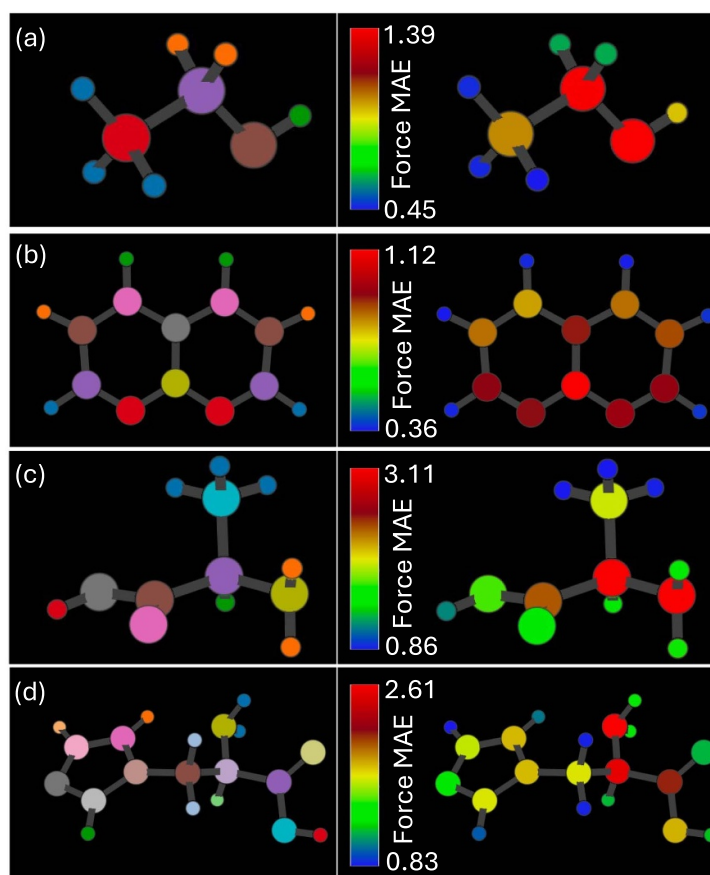 (a)
1.39
Force MAE
0.45
(b)
1.12
Force MAE
0.36
(c)
3.11
Force MAE
0.86
(d)
2.61
Force MAE
0.83